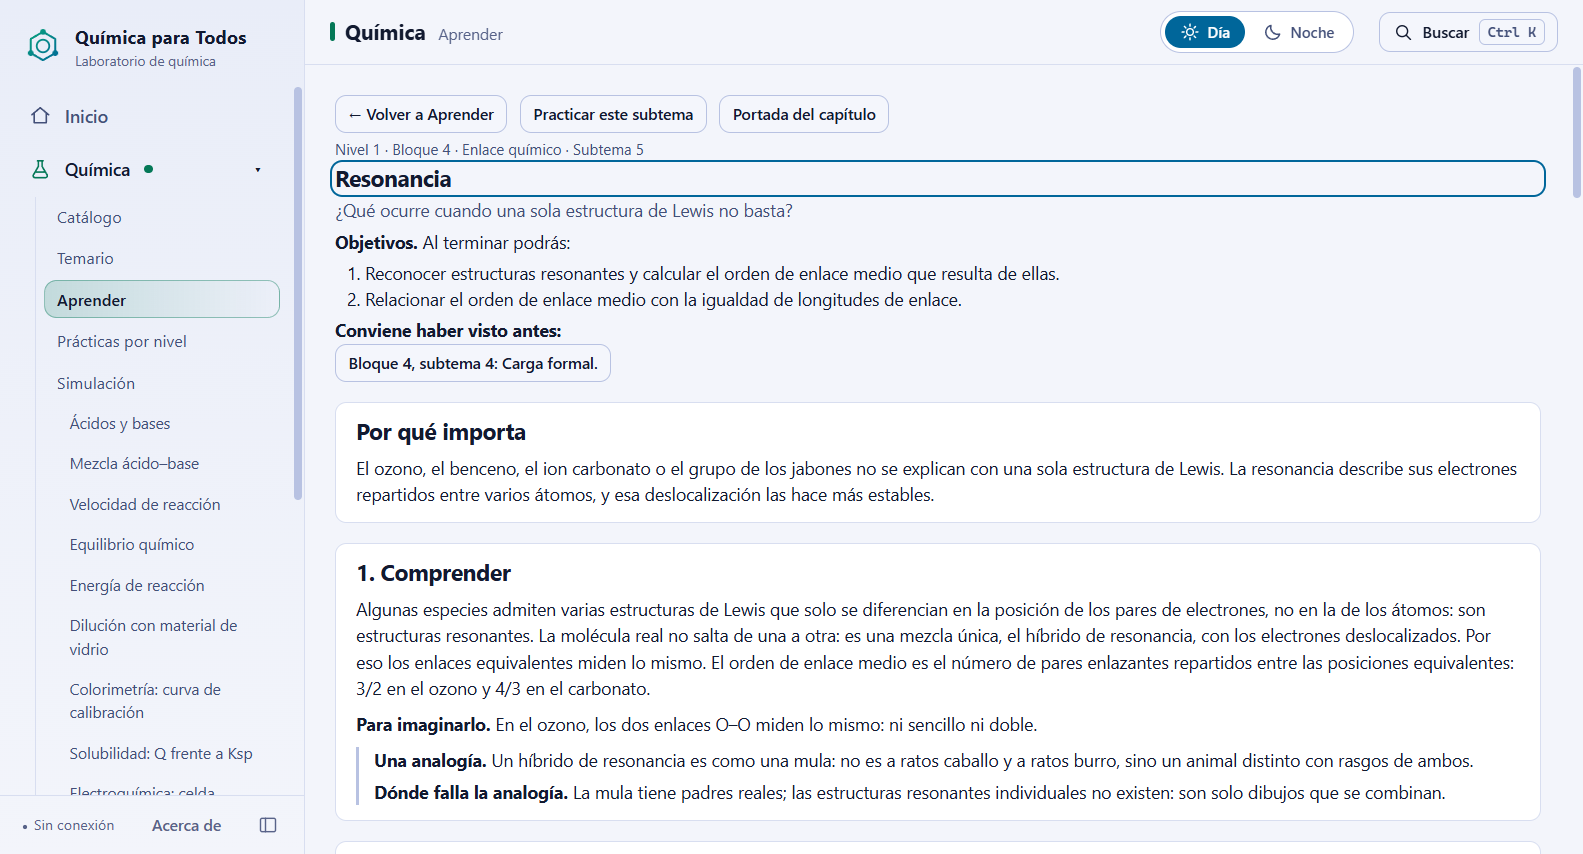 Química para Todos
Laboratorio de química
Inicio
Química
Catálogo
Temario
Aprender
Prácticas por nivel
Simulación
Ácidos y bases
Mezcla ácido–base
Velocidad de reacción
Equilibrio químico
Energía de reacción
Dilución con material de
vidrio
Colorimetría: curva de
calibración
Solubilidad: Q frente a Ksp
Electroquímica: celda
Sin conexión
Acerca de
Química Aprender
Día
Noche
Buscar Ctrl K
← Volver a Aprender
Practicar este subtema
Portada del capítulo
Nivel 1 · Bloque 4 · Enlace químico · Subtema 5
Resonancia
¿Qué ocurre cuando una sola estructura de Lewis no basta?
Objetivos. Al terminar podrás:
1. Reconocer estructuras resonantes y calcular el orden de enlace medio que resulta de ellas.
2. Relacionar el orden de enlace medio con la igualdad de longitudes de enlace.
Conviene haber visto antes:
Bloque 4, subtema 4: Carga formal.
Por qué importa
El ozono, el benceno, el ion carbonato o el grupo de los jabones no se explican con una sola estructura de Lewis. La resonancia describe sus electrones
repartidos entre varios átomos, y esa deslocalización las hace más estables.
1. Comprender
Algunas especies admiten varias estructuras de Lewis que solo se diferencian en la posición de los pares de electrones, no en la de los átomos: son
estructuras resonantes. La molécula real no salta de una a otra: es una mezcla única, el híbrido de resonancia, con los electrones deslocalizados. Por
eso los enlaces equivalentes miden lo mismo. El orden de enlace medio es el número de pares enlazantes repartidos entre las posiciones equivalentes:
3/2 en el ozono y 4/3 en el carbonato.
Para imaginarlo. En el ozono, los dos enlaces O–O miden lo mismo: ni sencillo ni doble.
Una analogía. Un híbrido de resonancia es como una mula: no es a ratos caballo y a ratos burro, sino un animal distinto con rasgos de ambos.
Dónde falla la analogía. La mula tiene padres reales; las estructuras resonantes individuales no existen: son solo dibujos que se combinan.